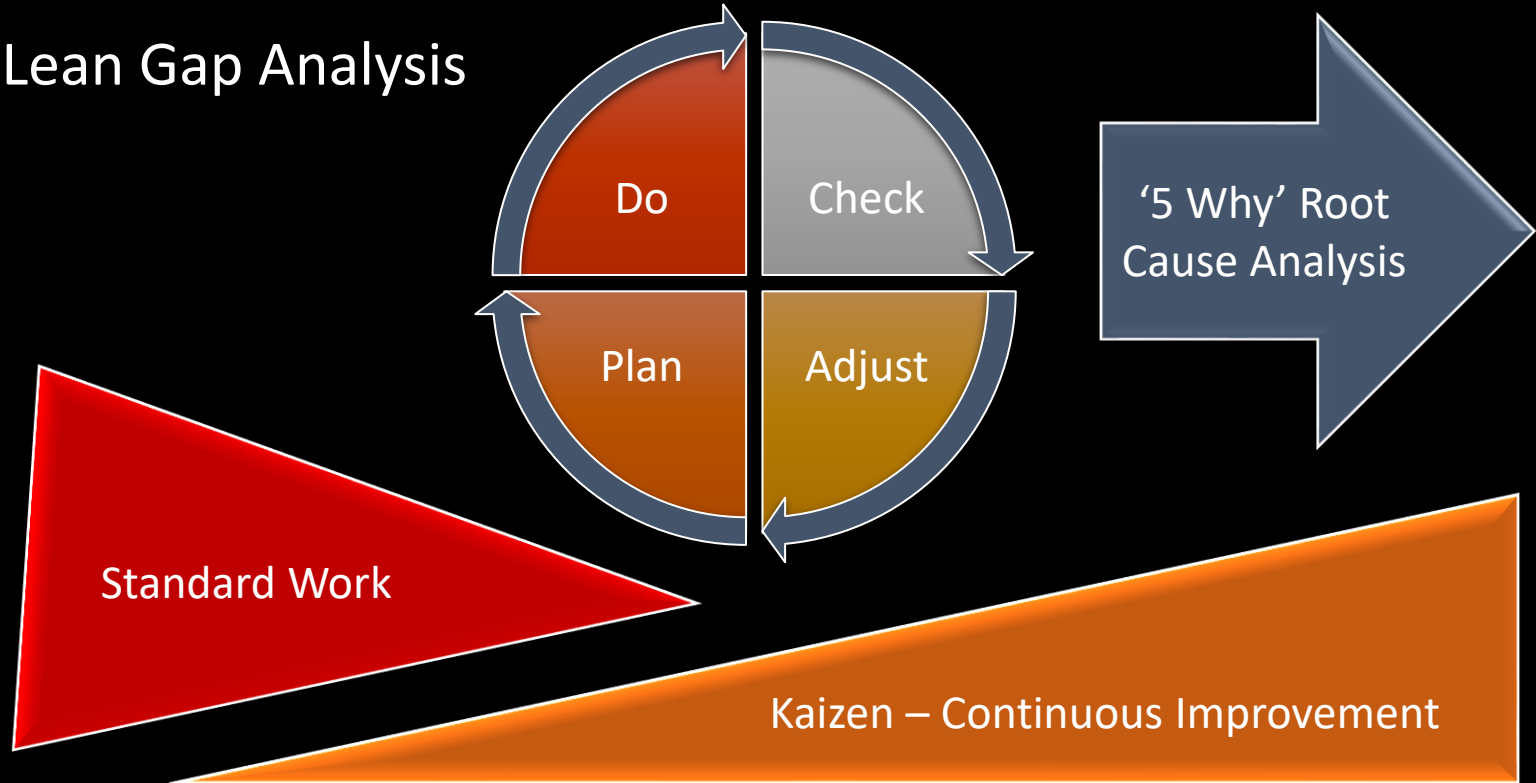 Lean Gap Analysis
Do
Check
Plan
Adjust
‘5 Why’ Root
Cause Analysis
Standard Work
Kaizen – Continuous Improvement